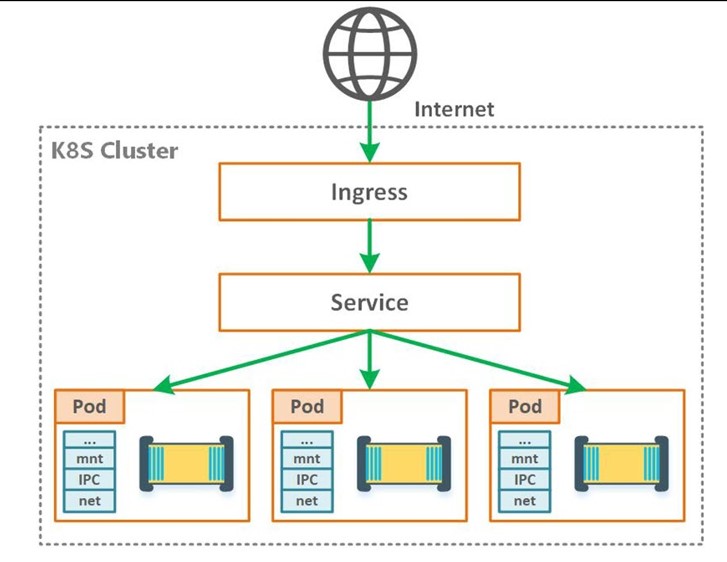 Internet
K8S Cluster
Ingress
Service
Pod
...
mnt
IPC
net
Pod
...
mnt
IPC
net
Pod
...
mnt
IPC
net